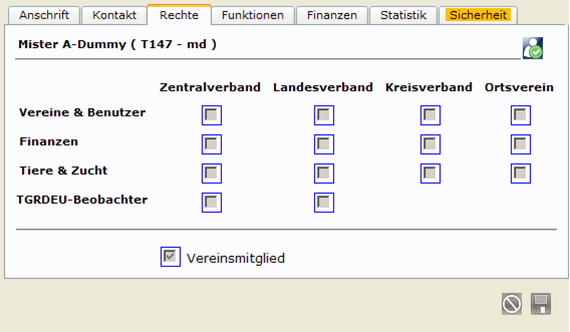 Anschrift Kontakt Rechte Funktionen Finanzen Statistik Sicherheit
Mister A-Dummy ( T147 - md )
Zentralverband Landesverband Kreisverband Ortsverein
Vereine & Benutzer
Finanzen
Tiere & Zucht
TGRDEU-Beobachter
Vereinsmitglied